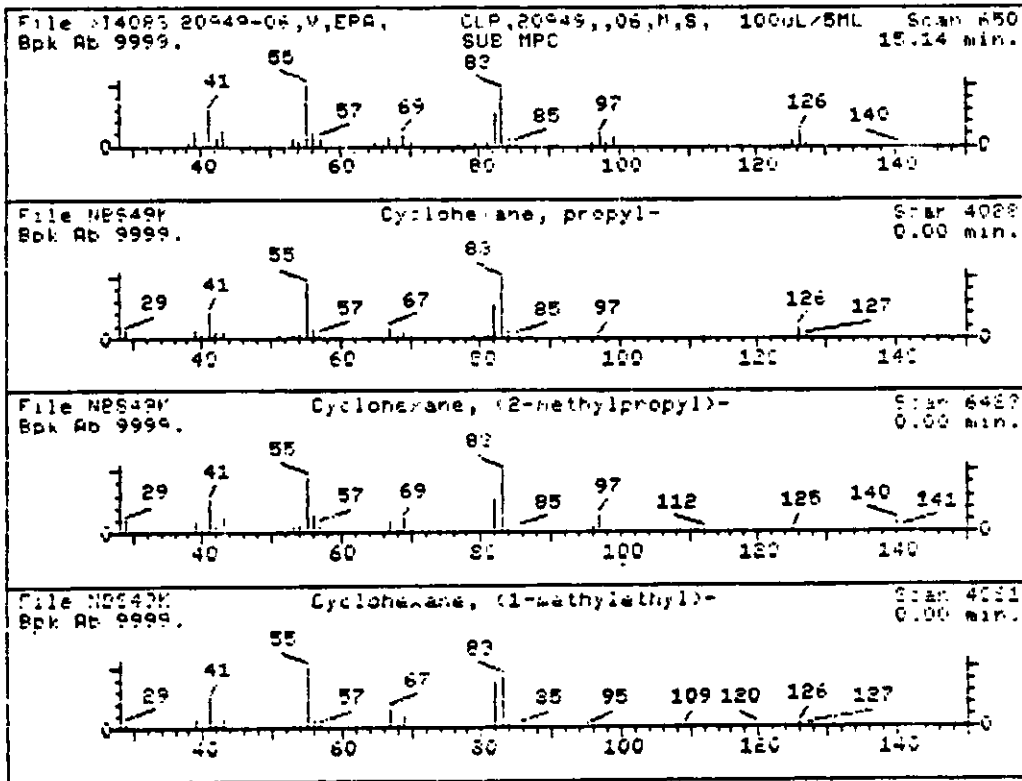 File >I4083 20949-06,V,EPA, CLP,20949,,06,M,S, 100uL/5ML Scan 650
Bpk Ab 9999. SUB MPC 15.14 min.
55 83
41 57 69 85 97 126 140
0 0
40 60 80 100 120 140
File NBS49K Cyclohexane, propyl- Scan 4028
Bpk Ab 9999. 0.00 min.
55 83
29 41 57 67 85 97 126 127
0 0
40 60 80 100 120 140
File NBS49K Cyclohexane, (2-methylpropyl)- Scan
Bpk Ab 9999. 0.00 min.
55 83
29 41 57 69 85 97 112 125 140 141
0 0
40 60 80 100 120 140
File NBS49K Cyclohexane, (1-methylethyl)- Scan
Bpk Ab 9999. 0.00 min.
55 83
29 41 57 67 85 95 109 120 126 127
0 0
40 60 80 100 120 140